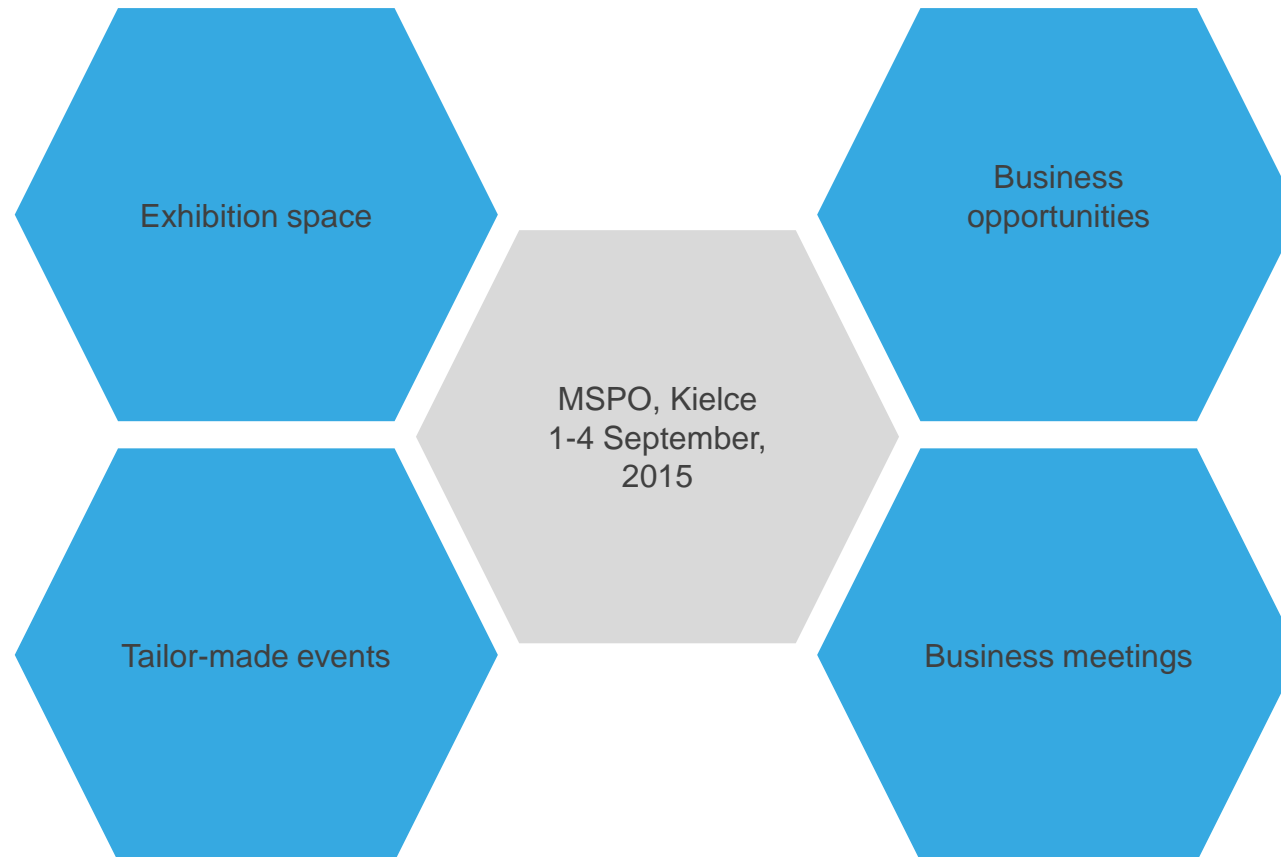 Exhibition space
Business
opportunities
MSPO, Kielce
1-4 September,
2015
Tailor-made events
Business meetings